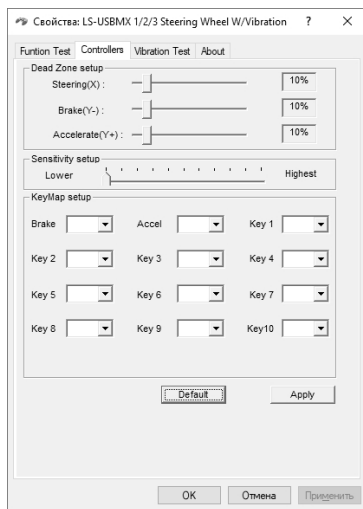 Свойства: LS-USBMX 1/2/3 Steering Wheel W/Vibration ? ×
Funtion Test Controllers Vibration Test About
Dead Zone setup
Steering(X) : 10%
Brake(Y-) : 10%
Accelerate(Y+) : 10%
Sensitivity setup
Lower Highest
KeyMap setup
Brake Accel Key 1
Key 2 Key 3 Key 4
Key 5 Key 6 Key 7
Key 8 Key 9 Key10
Default Apply
OK Отмена Применить